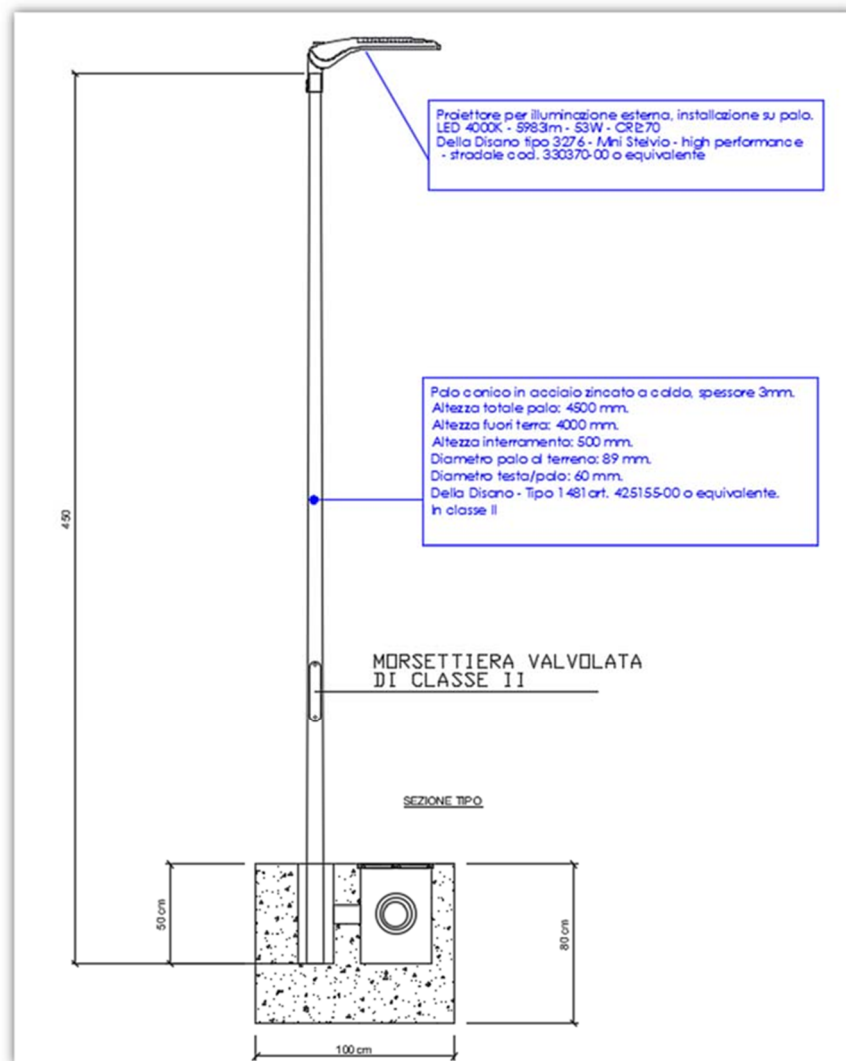 Proiettore per illuminazione esterna, installazione su palo.
LED 4000K - 5983lm - 53W - CRI≥70
Della Disano tipo 3276 - Mini Stelvio - high performance
- stradale cod. 330370-00 o equivalente
Palo conico in acciaio zincato a caldo, spessore 3mm.
Altezza totale palo: 4500 mm.
Altezza fuori terra: 4000 mm.
Altezza interramento: 500 mm.
Diametro palo al terreno: 89 mm.
Diametro testa/palo: 60 mm.
Della Disano - Tipo 1481 art. 425155-00 o equivalente.
In classe II
450
MORSETTIERA VALVOLATA
DI CLASSE II
SEZIONE TIPO
50 cm
80 cm
100 cm